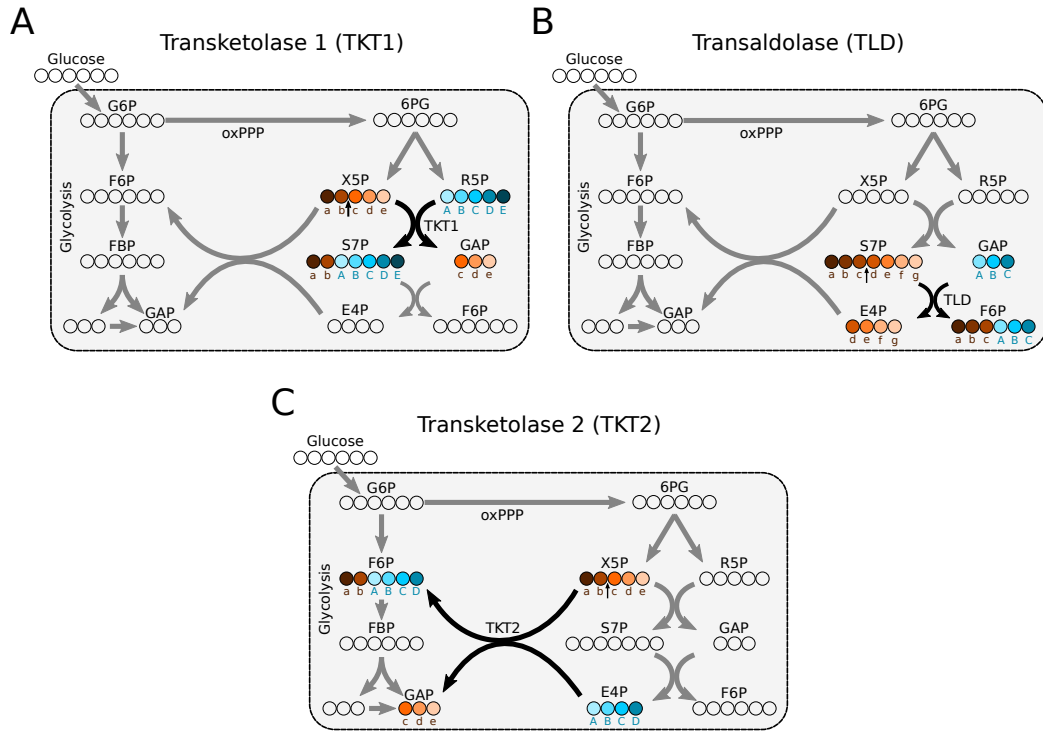 A
Transketolase 1 (TKT1)
Glucose
G6P
6PG
oxPPP
Glycolysis
F6P
X5P
R5P
a b c d e
A B C D E
TKT1
FBP
S7P
GAP
a b A B C D E
c d e
GAP
E4P
F6P
B
Transaldolase (TLD)
Glucose
G6P
6PG
oxPPP
Glycolysis
F6P
X5P
R5P
FBP
S7P
GAP
a b c d e f g
A B C
TLD
GAP
E4P
F6P
d e f g
a b c A B C
C
Transketolase 2 (TKT2)
Glucose
G6P
6PG
oxPPP
Glycolysis
F6P
X5P
R5P
a b A B C D
a b c d e
FBP
TKT2
S7P
GAP
GAP
E4P
F6P
c d e
A B C D